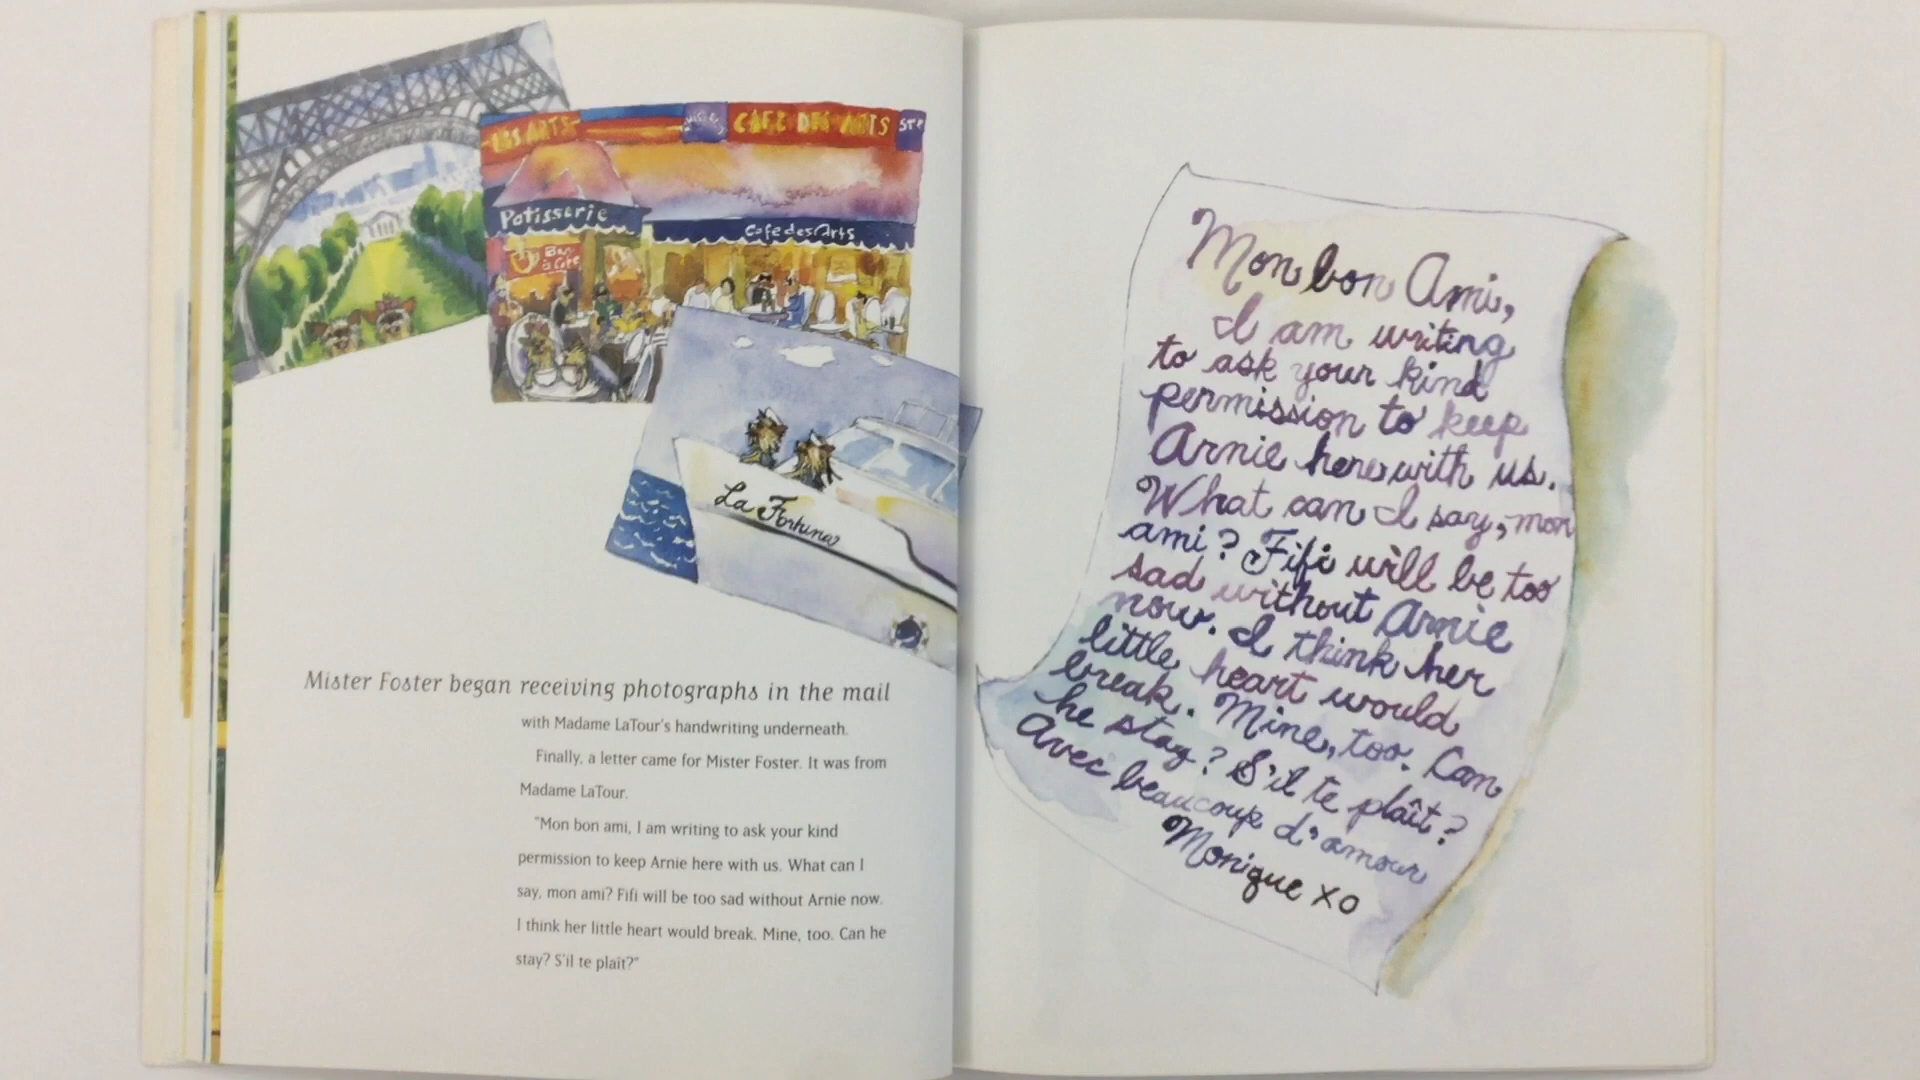 LES ARTS
CAFE DES ARTS
Patisserie
Cafe des Arts
Bar
à Café
La Fortuna
Mister Foster began receiving photographs in the mail
with Madame LaTour's handwriting underneath.
Finally, a letter came for Mister Foster. It was from
Madame LaTour.
"Mon bon ami, I am writing to ask your kind
permission to keep Arnie here with us. What can I
say, mon ami? Fifi will be too sad without Arnie now.
I think her little heart would break. Mine, too. Can he
stay? S'il te plaît?"
Mon bon Ami,
I am writing
to ask your kind
permission to keep
Arnie here with us.
What can I say, mon
ami? Fifi will be too
sad without Arnie
now. I think her
little heart would
break. Mine, too. Can
he stay? S'il te plaît?
Avec beaucoup d'amour
Monique xo